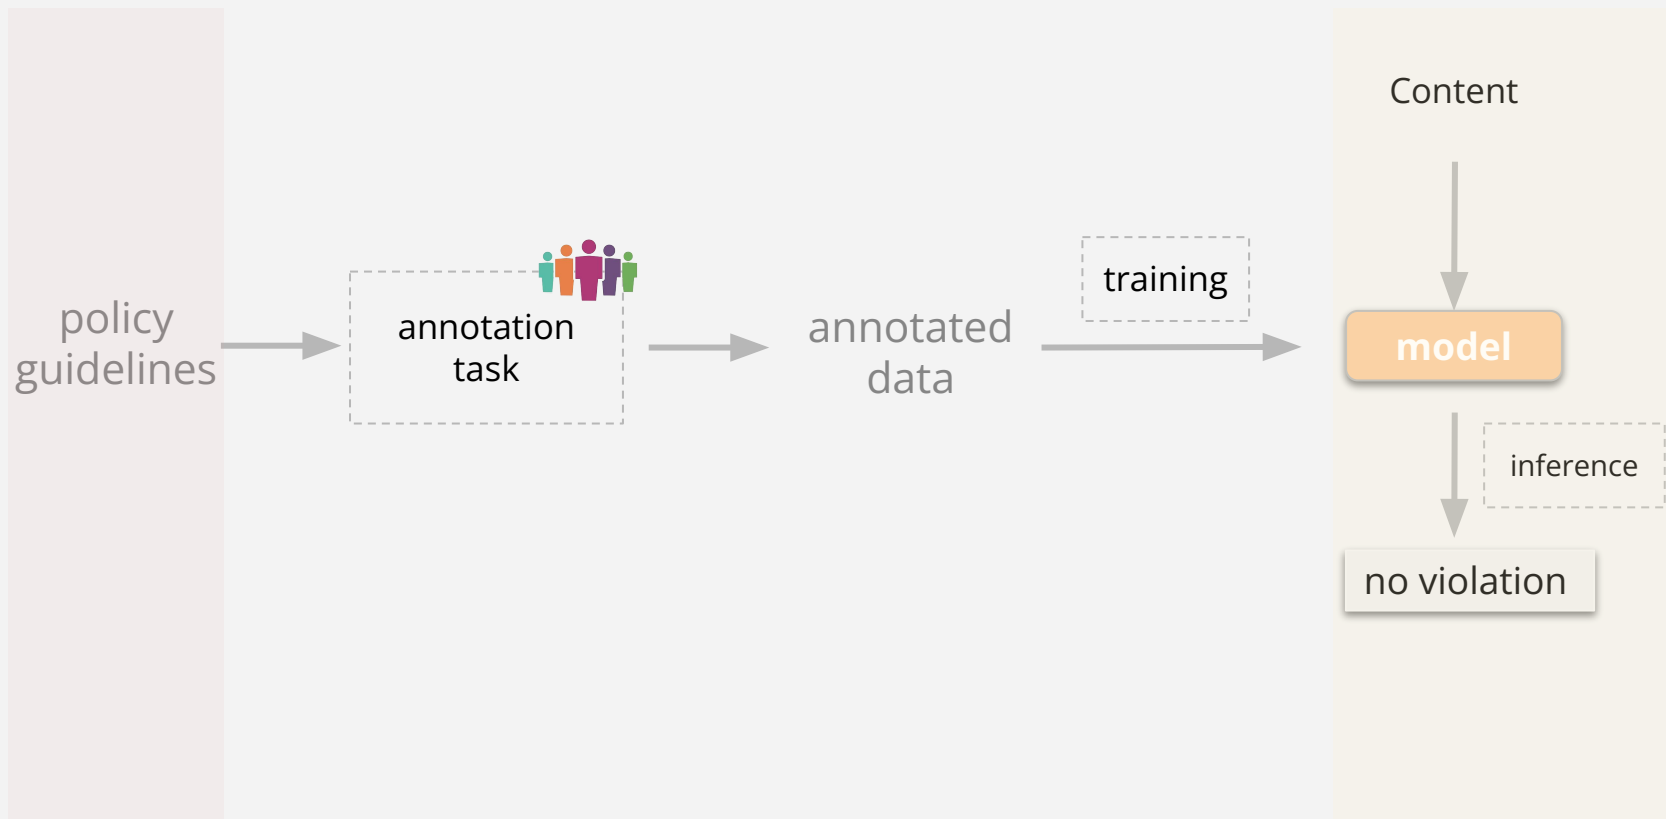 policy
guidelines
annotation
task
annotated
data
training
Content
model
inference
no violation